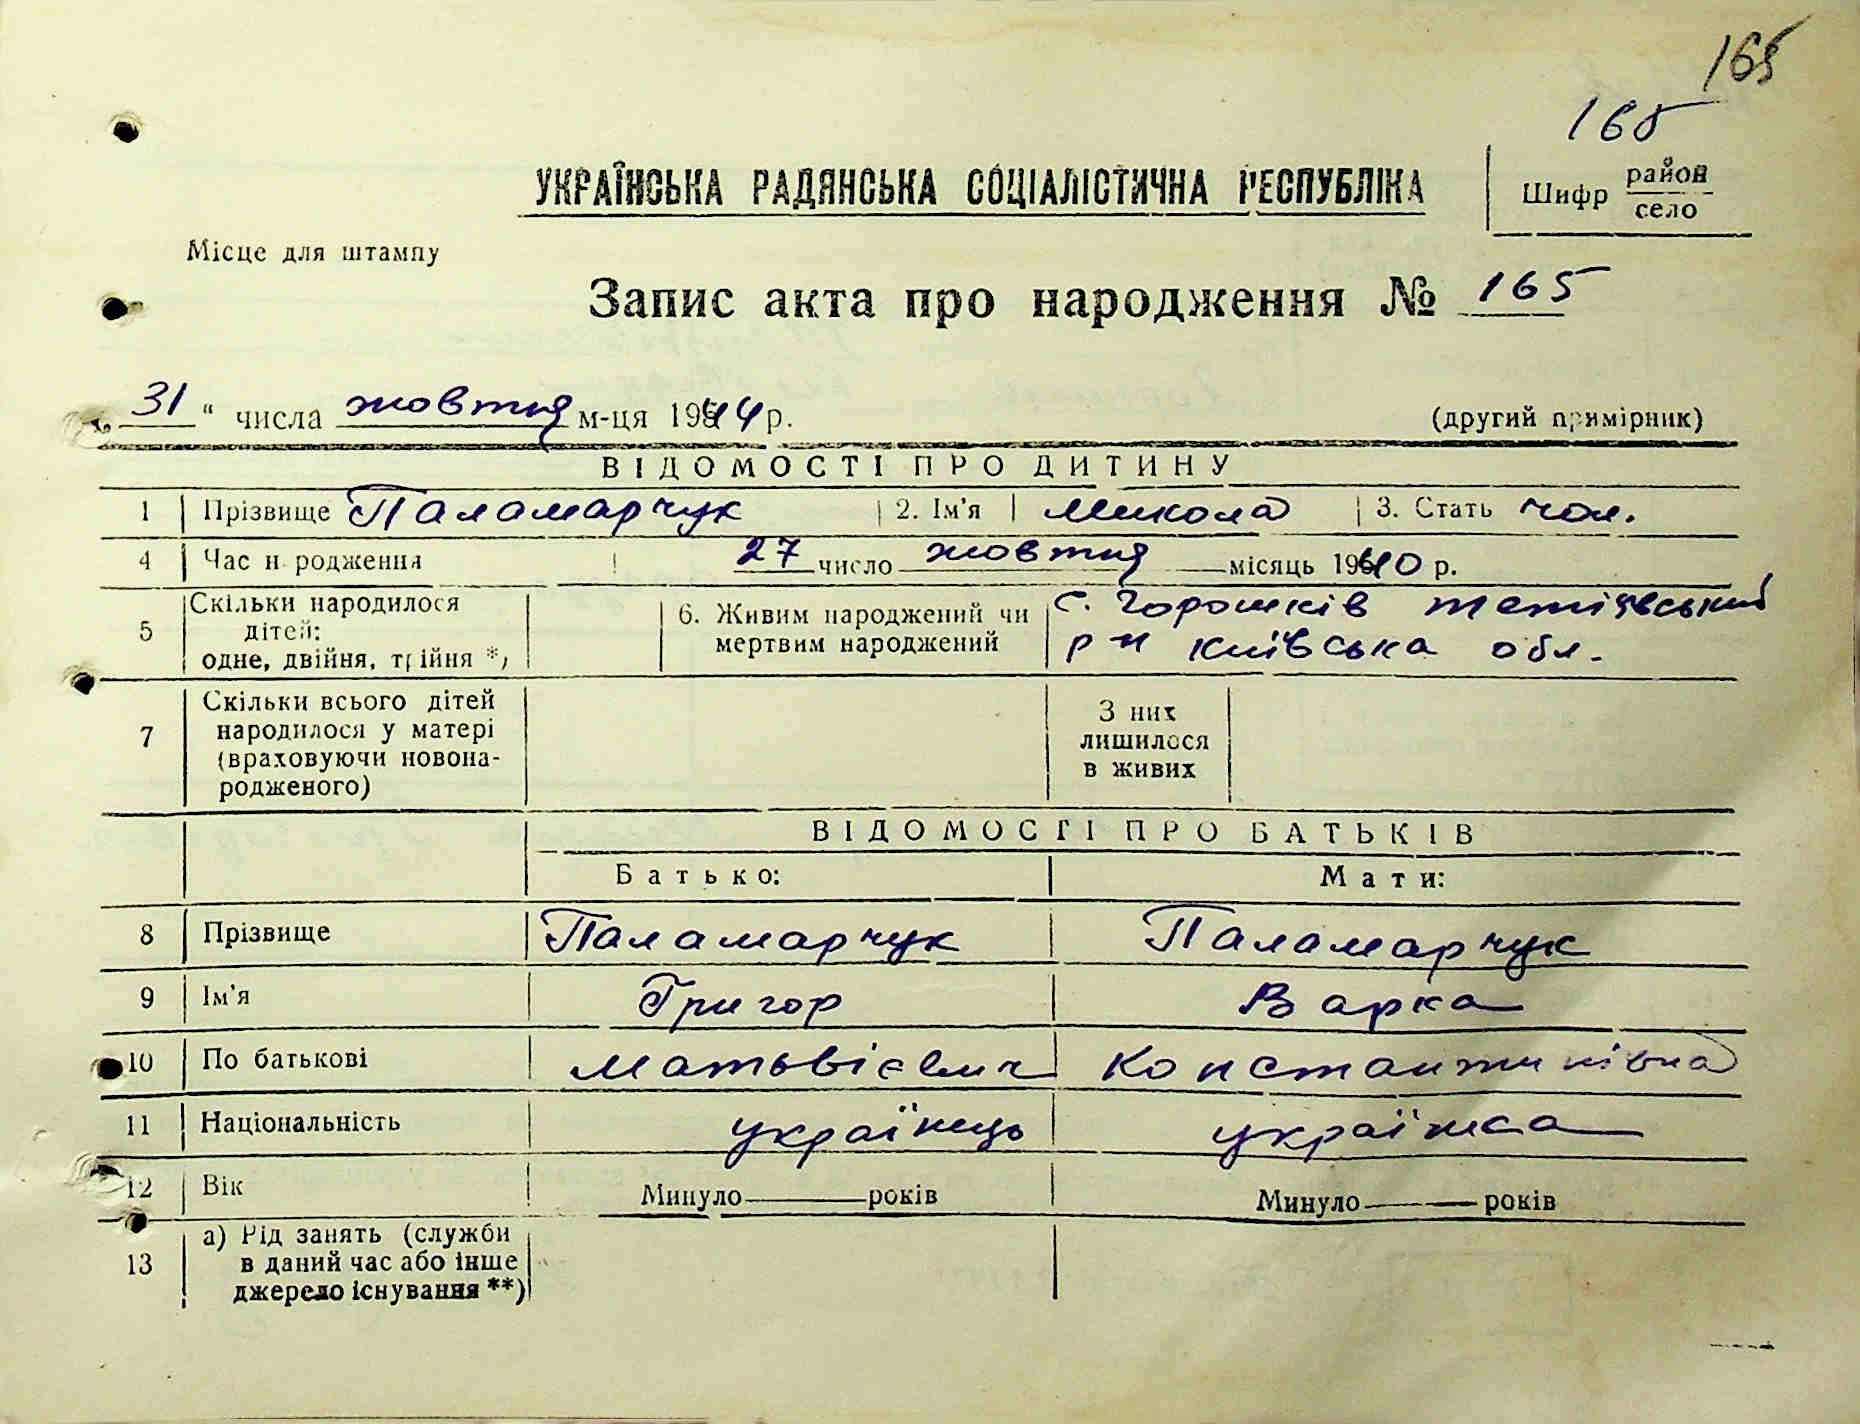 165
165
УКРАЇНСЬКА РАДЯНСЬКА СОЦІАЛІСТИЧНА РЕСПУБЛІКА
Шифр район
село
Місце для штампу
Запис акта про народження № 165
31 " числа жовтня м-ця 1944 р.
(другий примірник)
ВІДОМОСТІ ПРО ДИТИНУ
1 Прізвище Паламарчук 2. Ім'я Микола 3. Стать чол.
4 Час народження 27 число жовтня місяць 1940 р.
5 Скільки народилося
дітей:
одне, двійня, трійня *)
6. Живим народжений чи
мертвим народжений
с. Горошків тетіївський
р-н Київська обл.
7 Скільки всього дітей
народилося у матері
(враховуючи новона-
родженого)
З них
лишилося
в живих
ВІДОМОСТІ ПРО БАТЬКІВ
Батько: Мати:
8 Прізвище Паламарчук Паламарчук
9 Ім'я Григор Варка
10 По батькові Матьвієвич Константинівна
11 Національність українець українка
12 Вік Минуло років Минуло років
13 а) Рід занять (служби
в даний час або інше
джерело існування **)